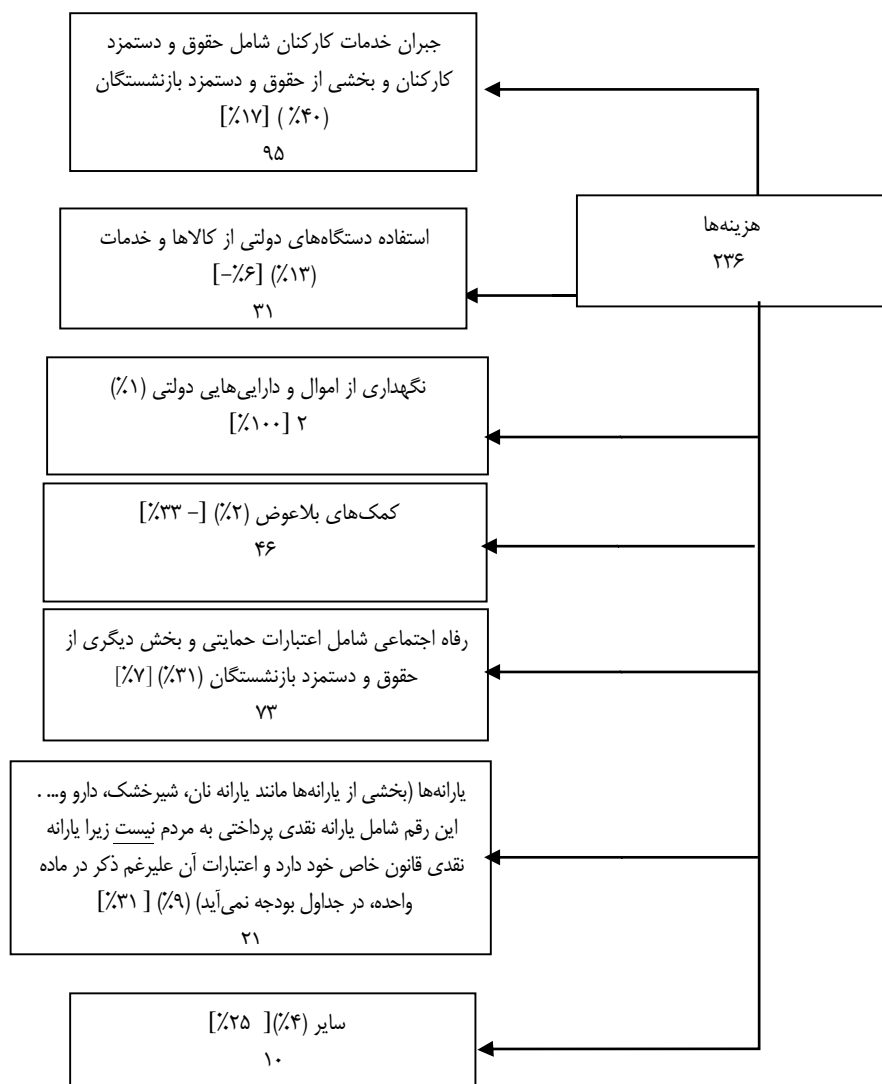 جبران خدمات کارکنان شامل حقوق و دستمزد
کارکنان و بخشی از حقوق و دستمزد بازنشستگان
(۴۰٪) [۱۷٪]
۹۵
هزینه‌ها
۲۳۶
استفاده دستگاه‌های دولتی از کالاها و خدمات
(۱۳٪) [۶٪-]
۳۱
نگهداری از اموال و دارایی‌هایی دولتی (۱٪)
۲ [۱۰۰٪]
کمک‌های بلاعوض (۲٪) [- ۳۳٪]
۴۶
رفاه اجتماعی شامل اعتبارات حمایتی و بخش دیگری از
حقوق و دستمزد بازنشستگان (۳۱٪) [۷٪]
۷۳
یارانه‌ها (بخشی از یارانه‌ها مانند یارانه نان، شیرخشک، دارو و... .
این رقم شامل یارانه نقدی پرداختی به مردم نیست زیرا یارانه
نقدی قانون خاص خود دارد و اعتبارات آن علیرغم ذکر در ماده
واحده، در جداول بودجه نمی‌آید) (۹٪) [۳۱٪]
۲۱
سایر (۴٪)[ ۲۵٪]
۱۰